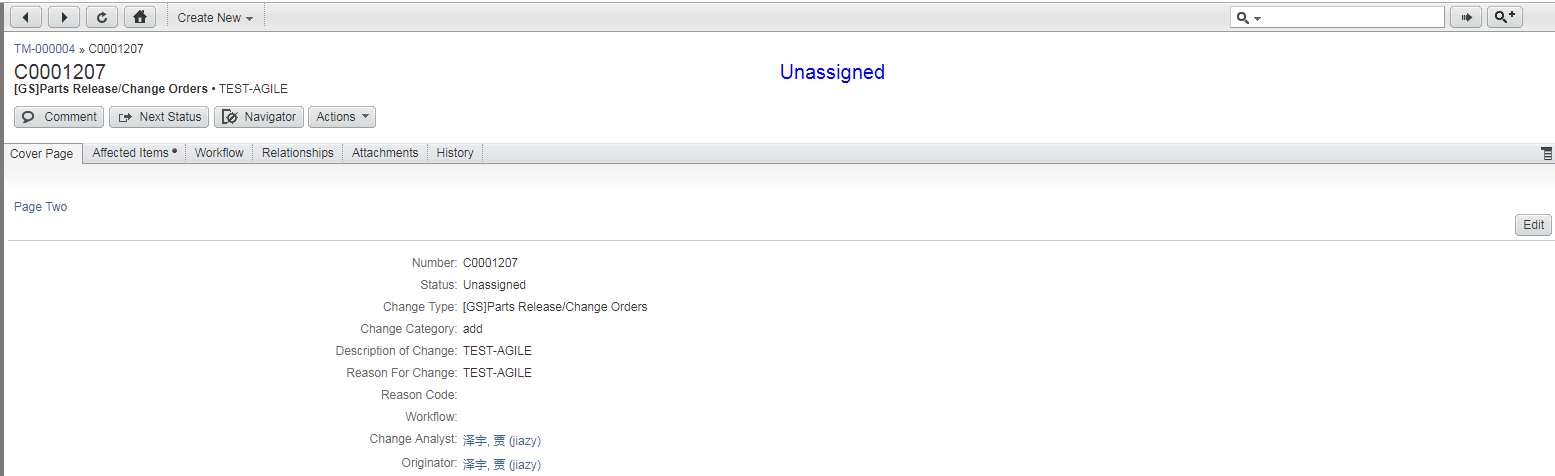 Create New
TM-000004 » C0001207
C0001207
Unassigned
[GS]Parts Release/Change Orders • TEST-AGILE
Comment Next Status Navigator Actions
Cover Page Affected Items • Workflow Relationships Attachments History
Page Two
Edit
Number: C0001207
Status: Unassigned
Change Type: [GS]Parts Release/Change Orders
Change Category: add
Description of Change: TEST-AGILE
Reason For Change: TEST-AGILE
Reason Code:
Workflow:
Change Analyst: 泽宇, 贾 (jiazy)
Originator: 泽宇, 贾 (jiazy)